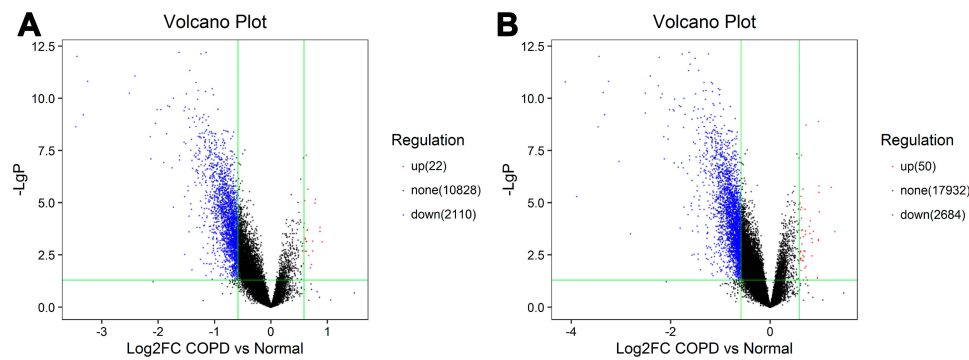 A
Volcano Plot
12.5
10.0
7.5
5.0
2.5
0.0
-LgP
-3
-2
-1
0
1
Log2FC COPD vs Normal
Regulation
up(22)
none(10828)
down(2110)
B
Volcano Plot
12.5
10.0
7.5
5.0
2.5
0.0
-LgP
-4
-2
0
Log2FC COPD vs Normal
Regulation
up(50)
none(17932)
down(2684)